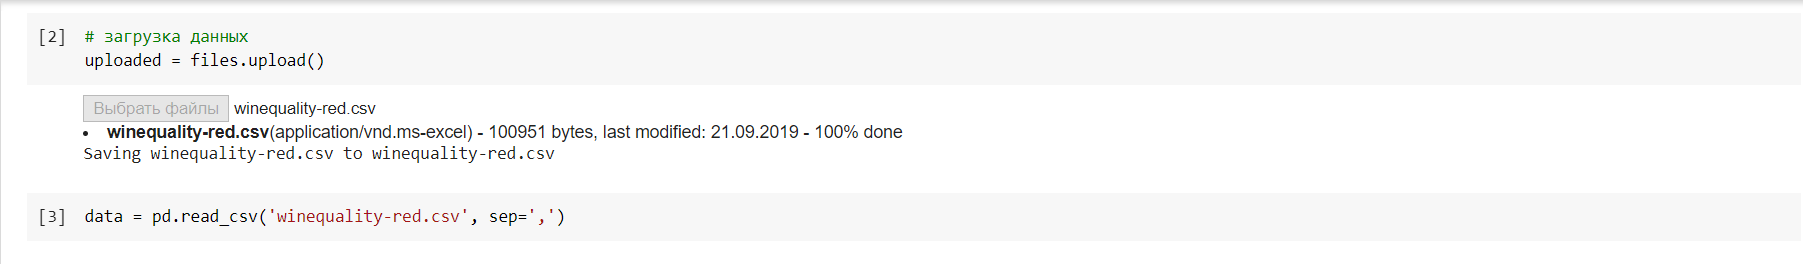 [2] # загрузка данных
uploaded = files.upload()
Выбрать файлы winequality-red.csv
• winequality-red.csv(application/vnd.ms-excel) - 100951 bytes, last modified: 21.09.2019 - 100% done
Saving winequality-red.csv to winequality-red.csv
[3] data = pd.read_csv('winequality-red.csv', sep=',')